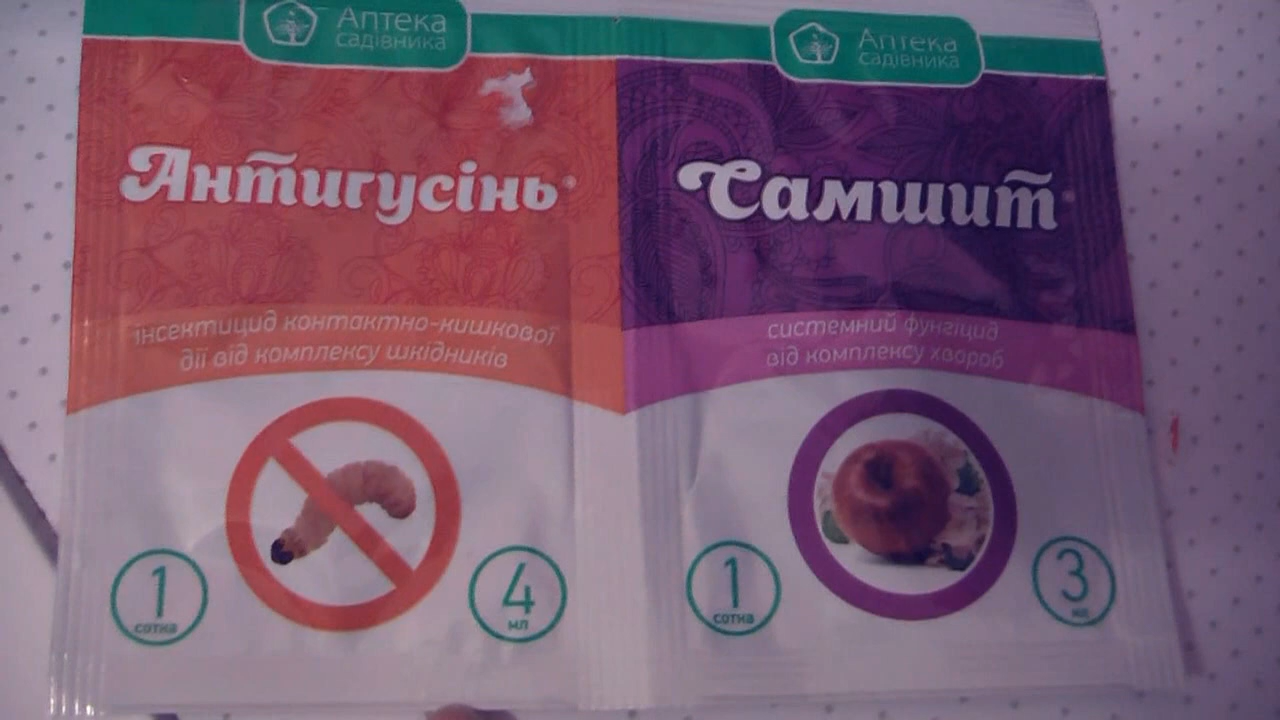 Аптека
садівника
Антигусінь
інсектицид контактно-кишкової
дії від комплексу шкідників
1
сотка
4
мл
Аптека
садівника
Самшит
системний фунгіцид
від комплексу хвороб
1
сотка
3
мл